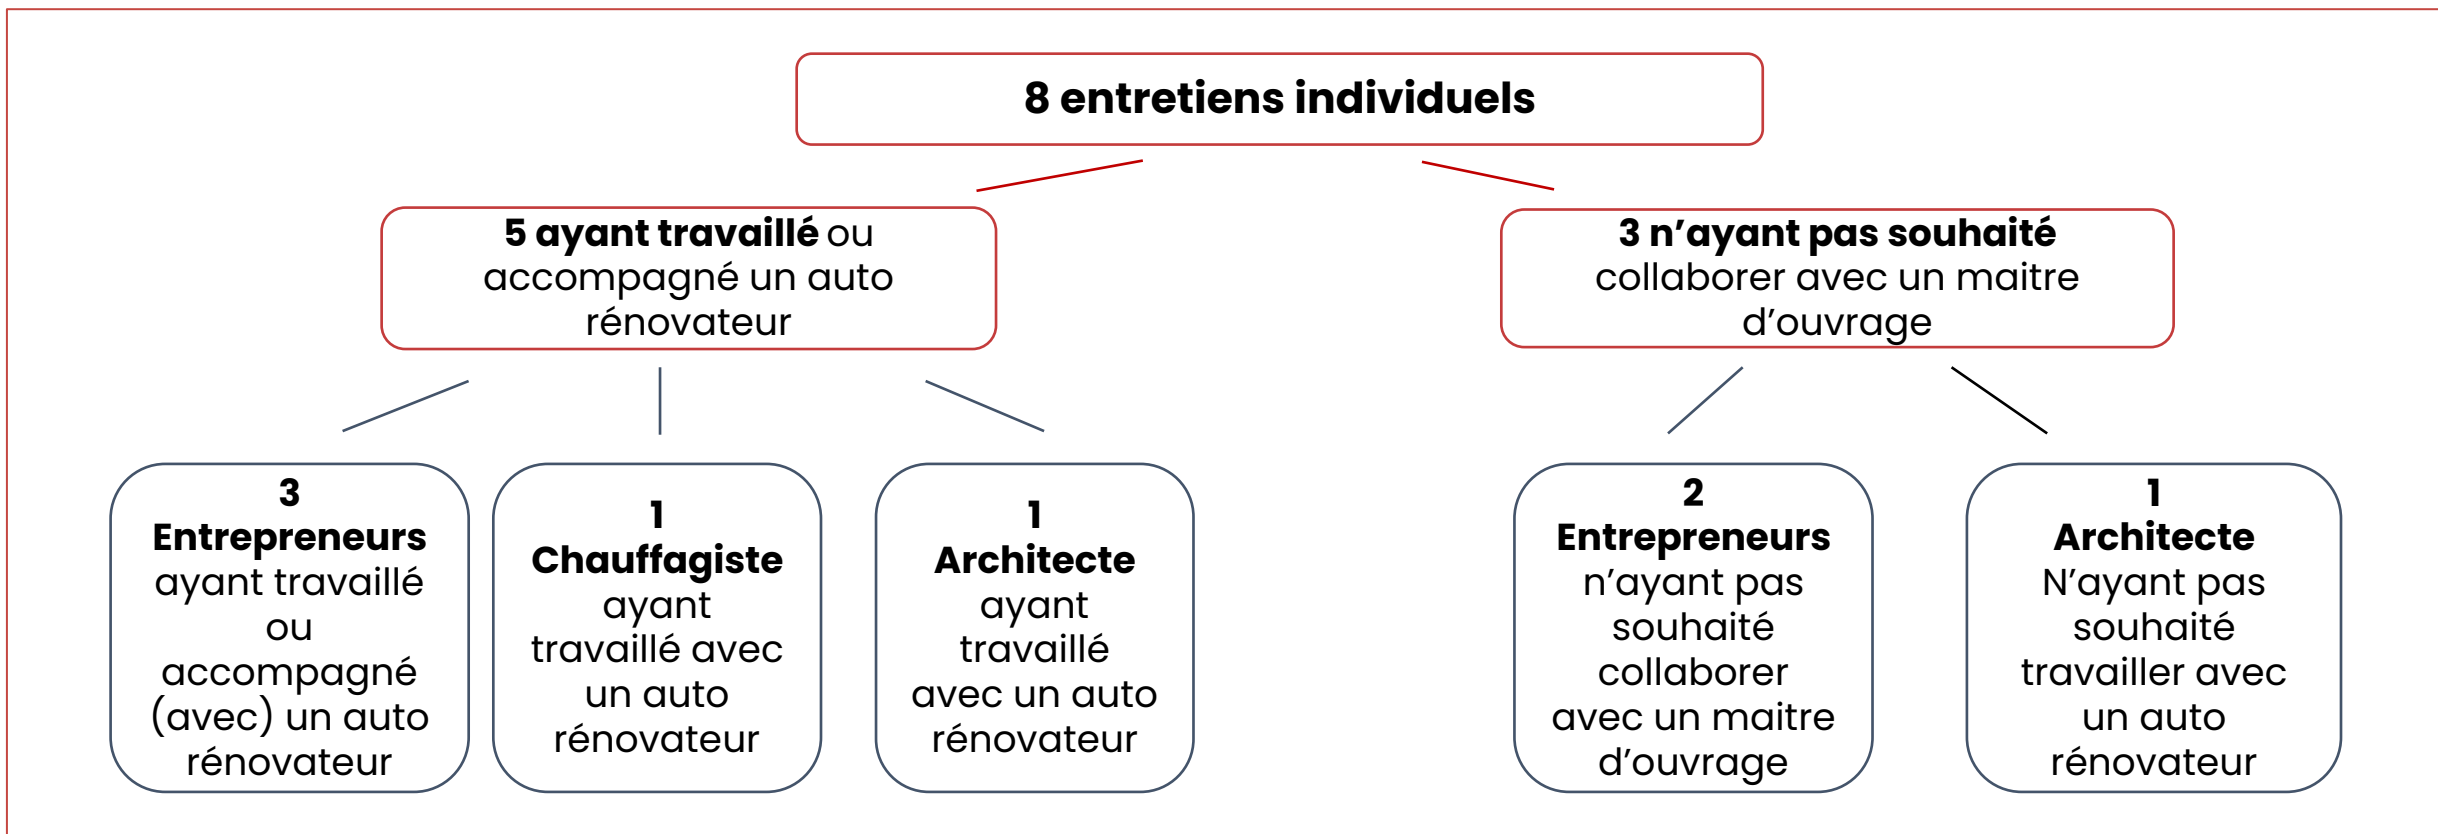 8 entretiens individuels
5 ayant travaillé ou
accompagné un auto
rénovateur
3 n’ayant pas souhaité
collaborer avec un maitre
d’ouvrage
3
Entrepreneurs
ayant travaillé
ou
accompagné
(avec) un auto
rénovateur
1
Chauffagiste
ayant
travaillé avec
un auto
rénovateur
1
Architecte
ayant
travaillé
avec un auto
rénovateur
2
Entrepreneurs
n’ayant pas
souhaité
collaborer
avec un maitre
d’ouvrage
1
Architecte
N’ayant pas
souhaité
travailler avec
un auto
rénovateur